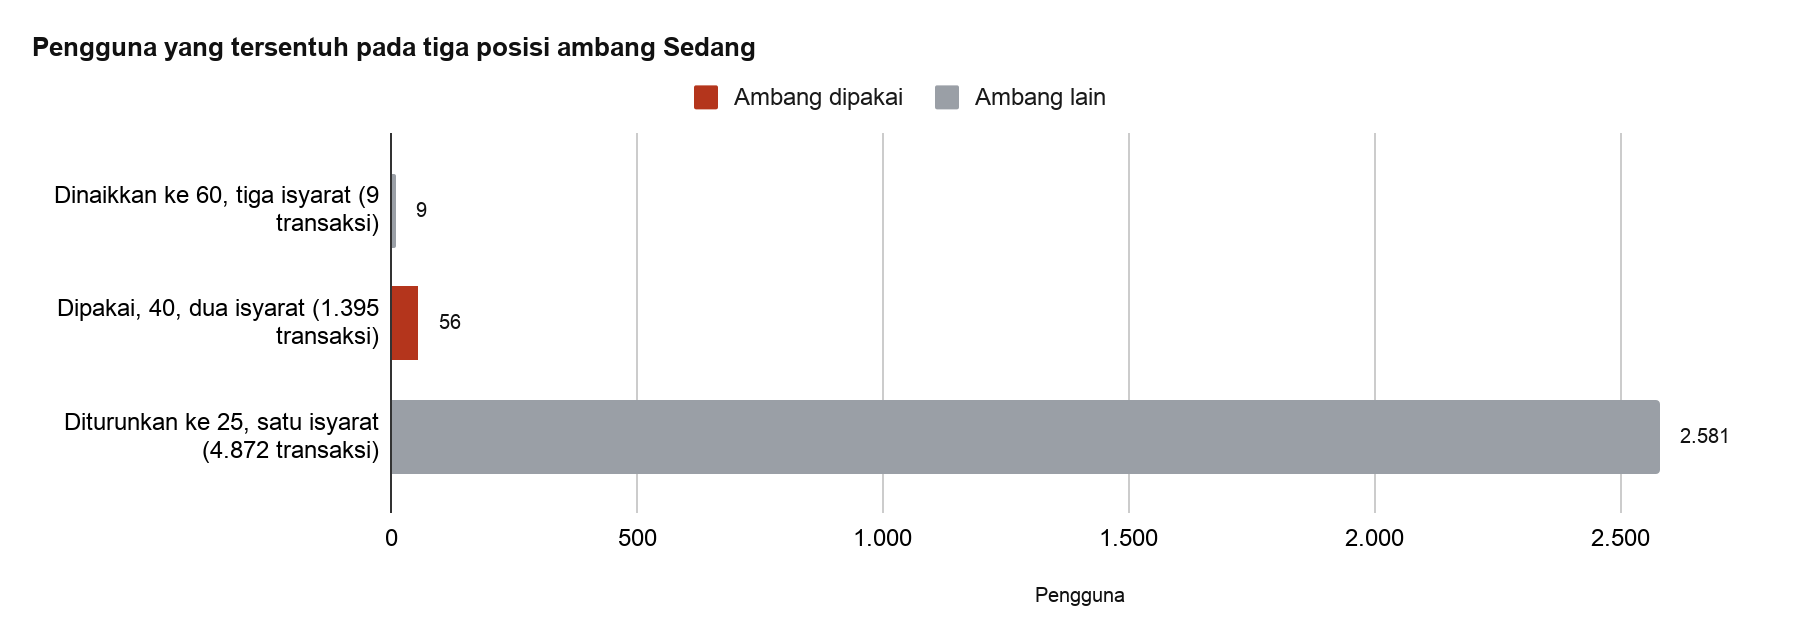 Pengguna yang tersentuh pada tiga posisi ambang Sedang
Ambang dipakai
Ambang lain
Dinaikkan ke 60, tiga isyarat (9
transaksi)
9
Dipakai, 40, dua isyarat (1.395
transaksi)
56
Diturunkan ke 25, satu isyarat
(4.872 transaksi)
2.581
0
500
1.000
1.500
2.000
2.500
Pengguna